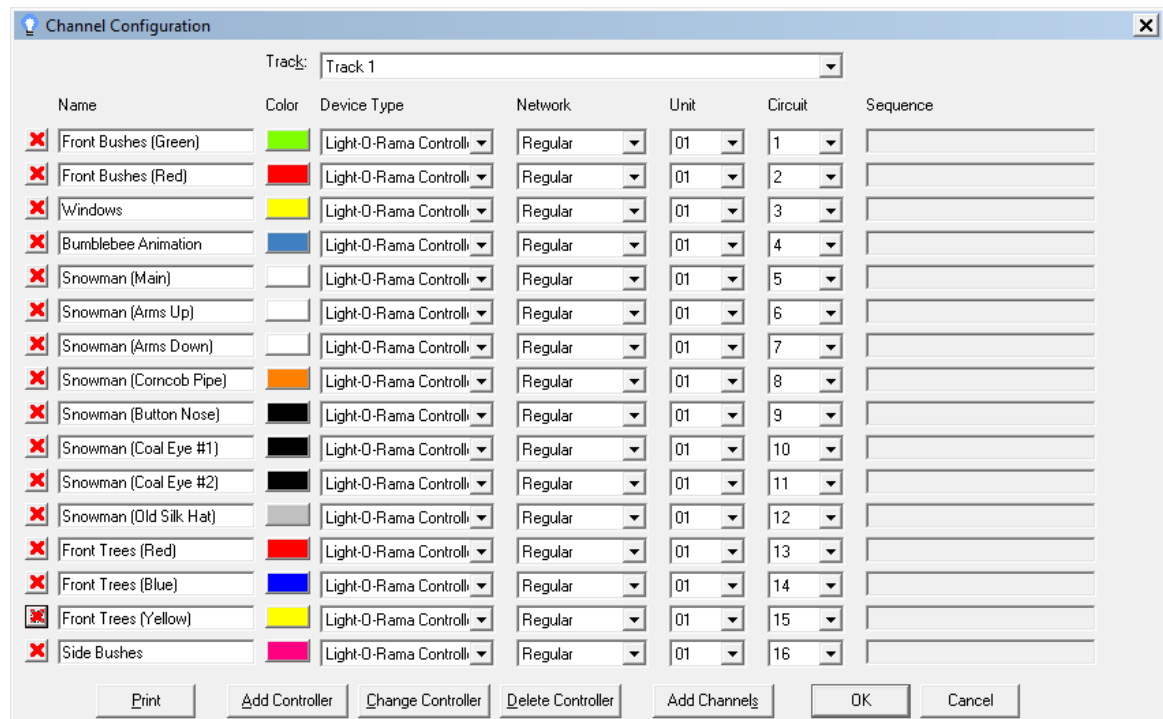 Channel Configuration
Track: Track 1
Name Color Device Type Network Unit Circuit Sequence
Front Bushes (Green) Light-O-Rama Controll Regular 01 1
Front Bushes (Red) Light-O-Rama Controll Regular 01 2
Windows Light-O-Rama Controll Regular 01 3
Bumblebee Animation Light-O-Rama Controll Regular 01 4
Snowman (Main) Light-O-Rama Controll Regular 01 5
Snowman (Arms Up) Light-O-Rama Controll Regular 01 6
Snowman (Arms Down) Light-O-Rama Controll Regular 01 7
Snowman (Corncob Pipe) Light-O-Rama Controll Regular 01 8
Snowman (Button Nose) Light-O-Rama Controll Regular 01 9
Snowman (Coal Eye #1) Light-O-Rama Controll Regular 01 10
Snowman (Coal Eye #2) Light-O-Rama Controll Regular 01 11
Snowman (Old Silk Hat) Light-O-Rama Controll Regular 01 12
Front Trees (Red) Light-O-Rama Controll Regular 01 13
Front Trees (Blue) Light-O-Rama Controll Regular 01 14
Front Trees (Yellow) Light-O-Rama Controll Regular 01 15
Side Bushes Light-O-Rama Controll Regular 01 16
Print Add Controller Change Controller Delete Controller Add Channels OK Cancel